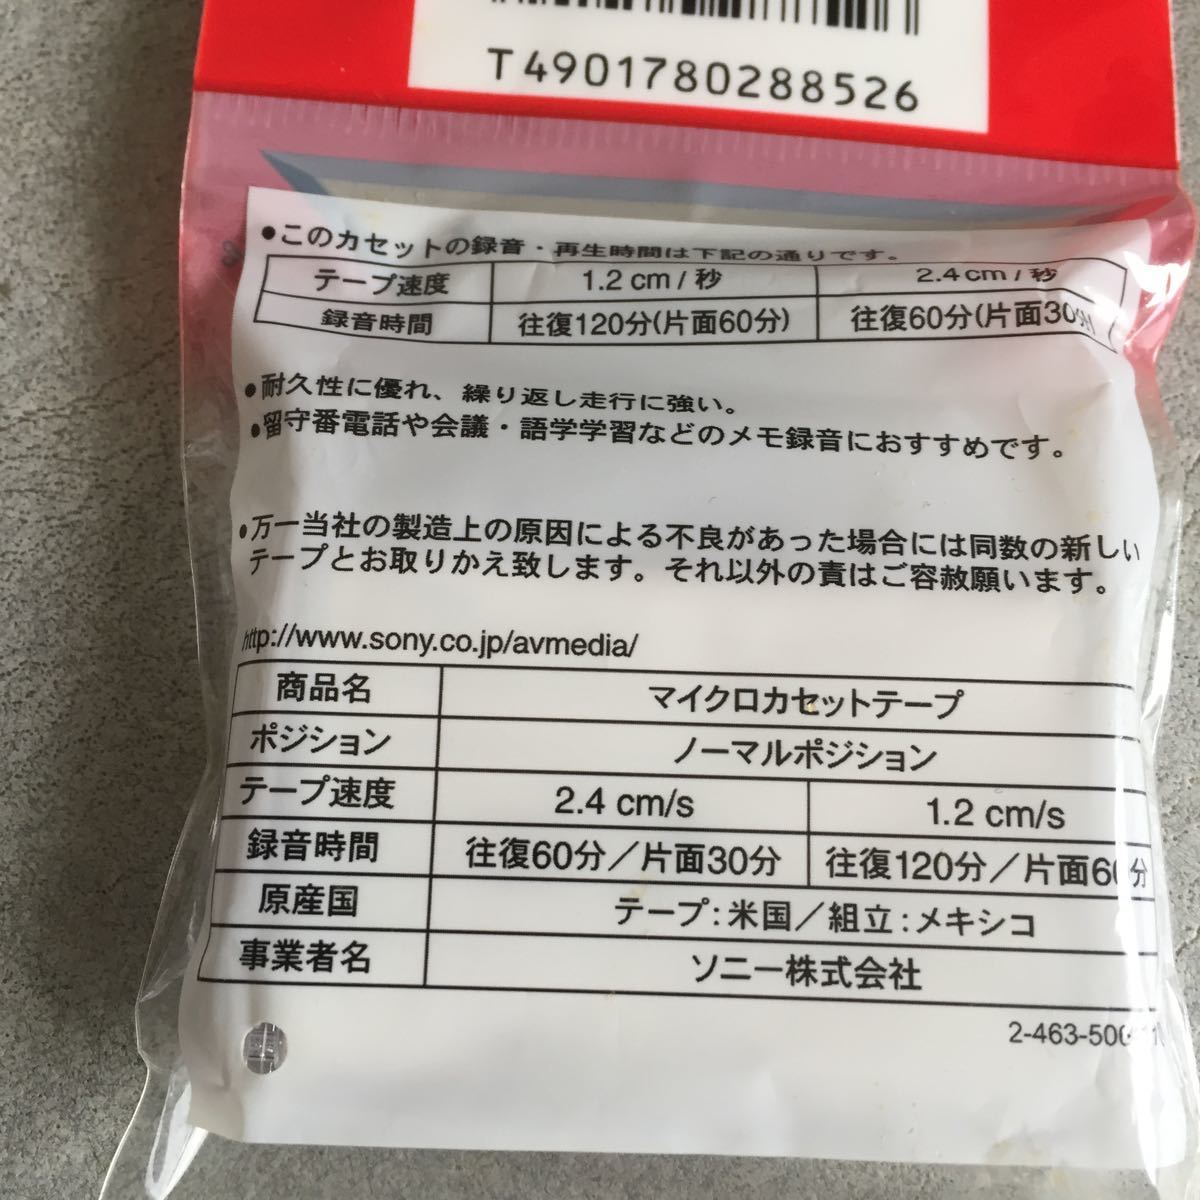 T4901780288526
●このカセットの録音・再生時間は下記の通りです。
テープ速度 1.2 cm / 秒 2.4 cm / 秒
録音時間 往復120分(片面60分) 往復60分(片面30分)
●耐久性に優れ、繰り返し走行に強い。
●留守番電話や会議・語学学習などのメモ録音におすすめです。
●万一当社の製造上の原因による不良があった場合には同数の新しい
テープとお取りかえ致します。それ以外の責はご容赦願います。
http://www.sony.co.jp/avmedia/
商品名 マイクロカセットテープ
ポジション ノーマルポジション
テープ速度 2.4 cm/s 1.2 cm/s
録音時間 往復60分／片面30分 往復120分／片面60分
原産国 テープ：米国／組立：メキシコ
事業者名 ソニー株式会社